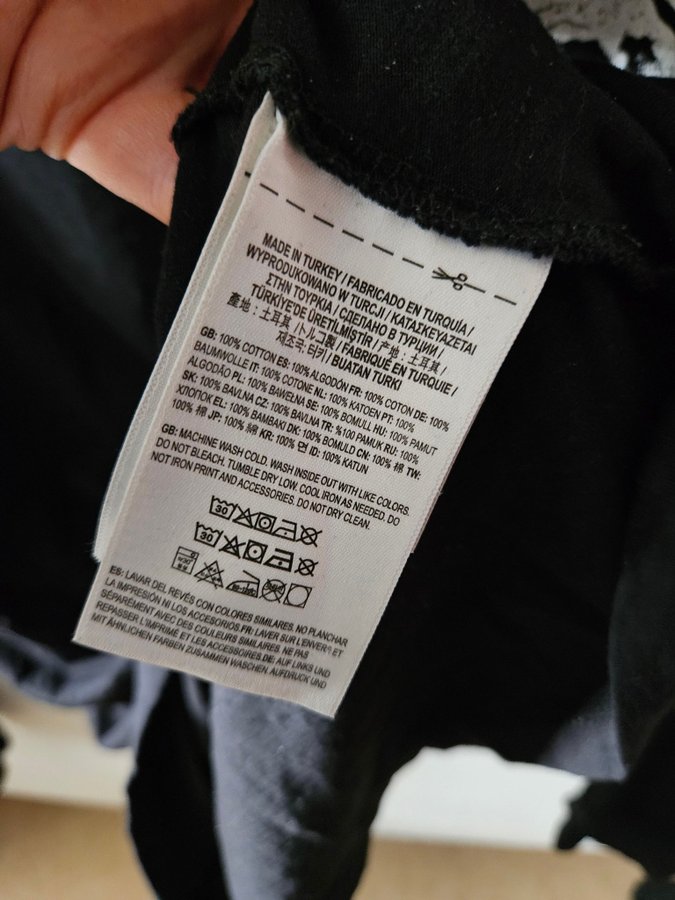 MADE IN TURKEY / FABRICADO EN TURQUÍA /
WYPRODUKOWANO W TURCJI / ΚΑΤΑΣΚΕΥΑΖΕΤΑΙ
ΣΤΗΝ ΤΟΥΡΚΙΑ / СДЕЛАНО В ТУРЦИИ /
TÜRKİYE'DE ÜRETİLMİŞTİR / 产地：土耳其 /
產地：土耳其 / トルコ製 / FABRIQUÉ EN TURQUIE /
제조국: 터키 / BUATAN TURKI
GB: 100% COTTON ES: 100% ALGODÓN FR: 100% COTON DE: 100%
BAUMWOLLE IT: 100% COTONE NL: 100% KATOEN PT: 100%
ALGODÃO PL: 100% BAWEŁNA SE: 100% BOMULL HU: 100% PAMUT
SK: 100% BAVLNA CZ: 100% BAVLNA TR: %100 PAMUK RU: 100%
ХЛОПОК EL: 100% ΒΑΜΒΑΚΙ DK: 100% BOMULD CN: 100% 棉 TW:
100% 棉 JP: 100% 綿 KR: 100% 면 ID: 100% KATUN
GB: MACHINE WASH COLD. WASH INSIDE OUT WITH LIKE COLORS.
DO NOT BLEACH. TUMBLE DRY LOW. COOL IRON AS NEEDED. DO
NOT IRON PRINT AND ACCESSORIES. DO NOT DRY CLEAN.
30
30
ES: LAVAR DEL REVÉS CON COLORES SIMILARES. NO PLANCHAR
LA IMPRESIÓN NI LOS ACCESORIOS.FR: LAVER SUR L'ENVERS ET
SÉPARÉMENT AVEC DES COULEURS SIMILAIRES. NE PAS
REPASSER L'IMPRIMÉ ET LES ACCESSOIRES.DE: AUF LINKS UND
MIT ÄHNLICHEN FARBEN ZUSAMMEN WASCHEN. AUFDRUCK UND